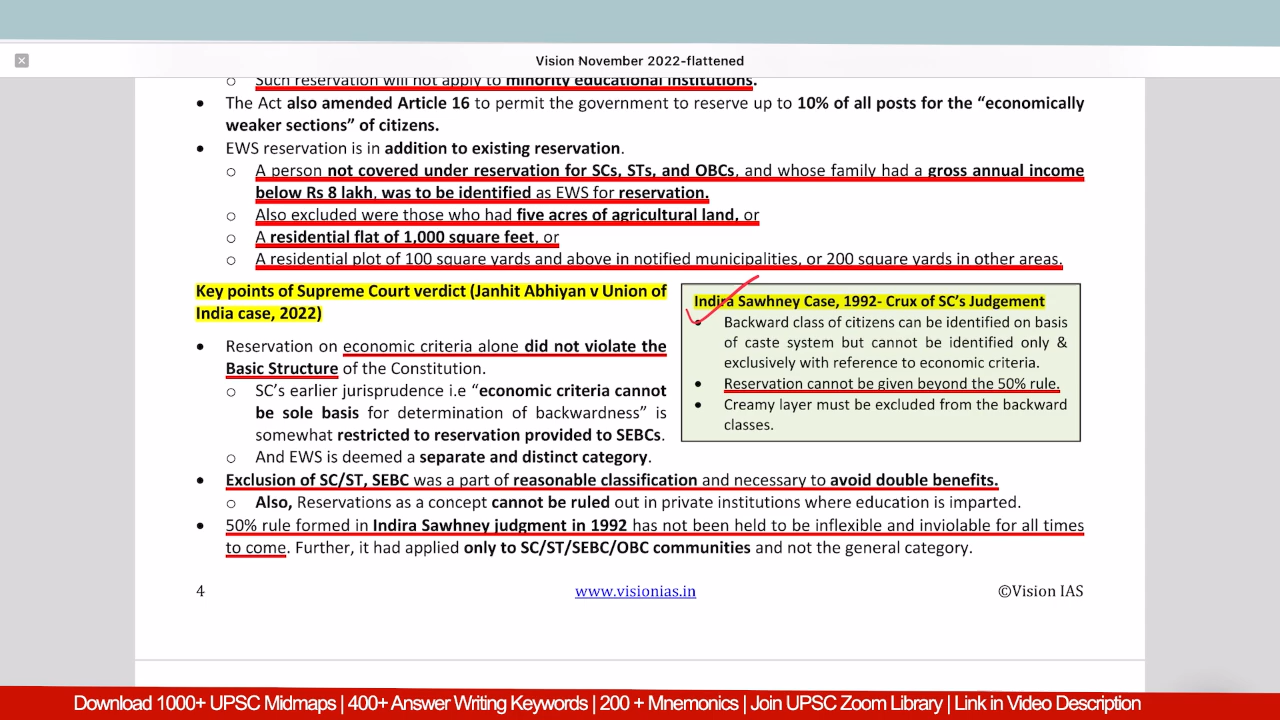 Vision November 2022-flattened
○ Such reservation will not apply to minority educational institutions.
• The Act also amended Article 16 to permit the government to reserve up to 10% of all posts for the “economically
weaker sections” of citizens.
• EWS reservation is in addition to existing reservation.
○ A person not covered under reservation for SCs, STs, and OBCs, and whose family had a gross annual income
below Rs 8 lakh, was to be identified as EWS for reservation.
○ Also excluded were those who had five acres of agricultural land, or
○ A residential flat of 1,000 square feet, or
○ A residential plot of 100 square yards and above in notified municipalities, or 200 square yards in other areas.
Key points of Supreme Court verdict (Janhit Abhiyan v Union of
India case, 2022)
• Reservation on economic criteria alone did not violate the
Basic Structure of the Constitution.
○ SC’s earlier jurisprudence i.e “economic criteria cannot
be sole basis for determination of backwardness” is
somewhat restricted to reservation provided to SEBCs.
○ And EWS is deemed a separate and distinct category.
Indira Sawhney Case, 1992- Crux of SC’s Judgement
• Backward class of citizens can be identified on basis
of caste system but cannot be identified only &
exclusively with reference to economic criteria.
• Reservation cannot be given beyond the 50% rule.
• Creamy layer must be excluded from the backward
classes.
• Exclusion of SC/ST, SEBC was a part of reasonable classification and necessary to avoid double benefits.
○ Also, Reservations as a concept cannot be ruled out in private institutions where education is imparted.
• 50% rule formed in Indira Sawhney judgment in 1992 has not been held to be inflexible and inviolable for all times
to come. Further, it had applied only to SC/ST/SEBC/OBC communities and not the general category.
4 www.visionias.in ©Vision IAS
Download 1000+ UPSC Midmaps | 400+ Answer Writing Keywords | 200 + Mnemonics | Join UPSC Zoom Library | Link in Video Description